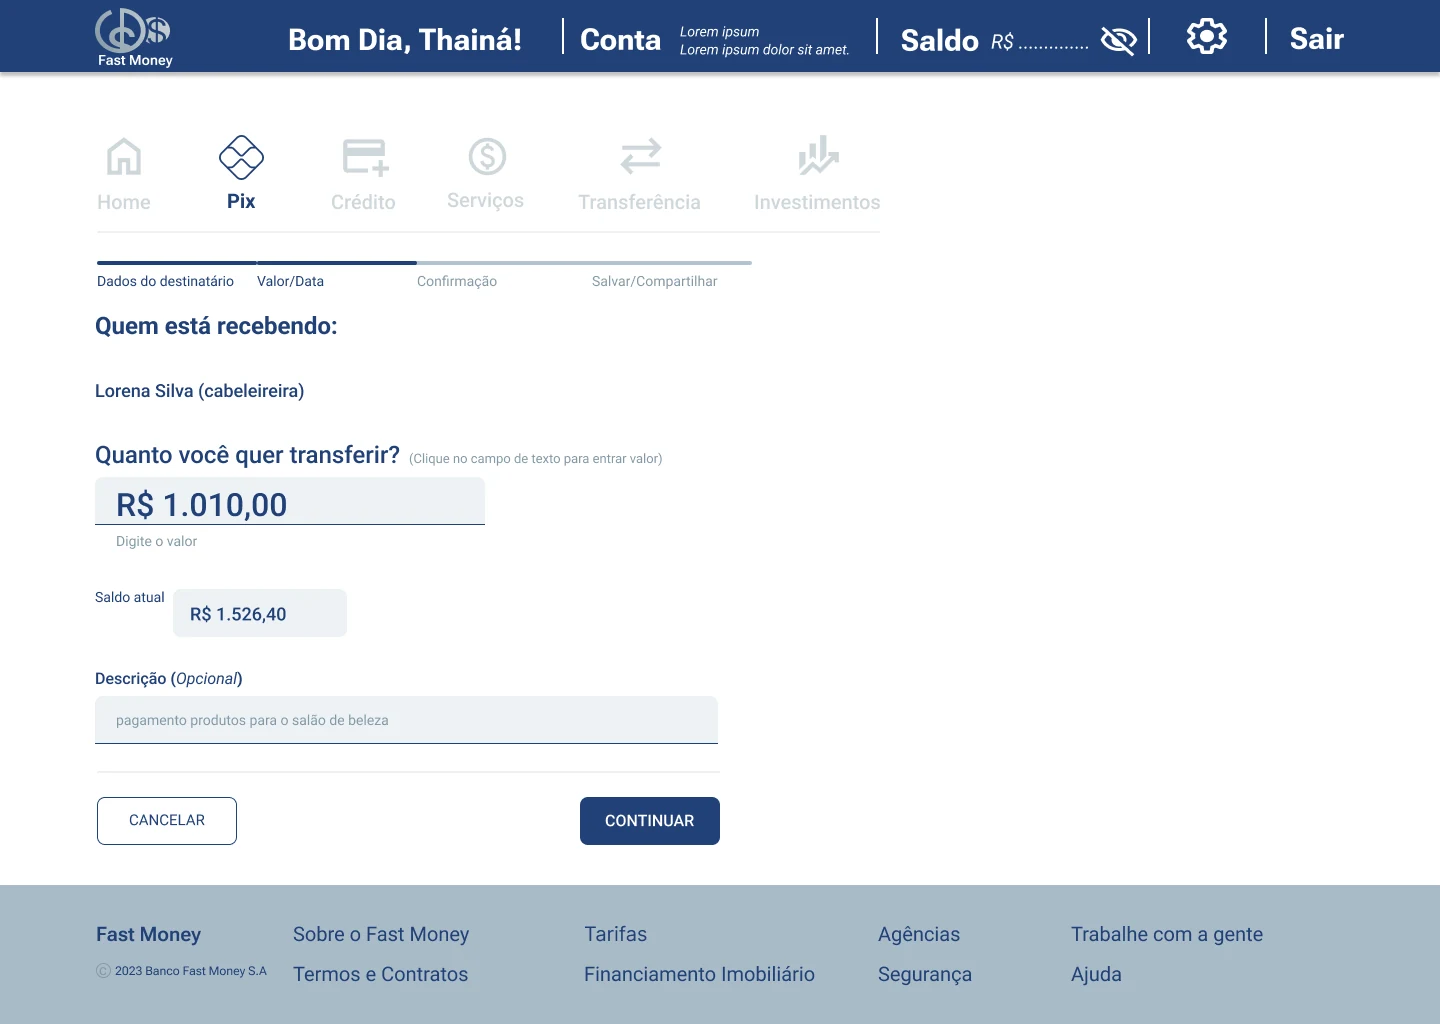 Fast Money
Bom Dia, Thainá!
Conta
Lorem ipsum
Lorem ipsum dolor sit amet.
Saldo R$ ..............
Sair
Home
Pix
Crédito
Serviços
Transferência
Investimentos
Dados do destinatário
Valor/Data
Confirmação
Salvar/Compartilhar
Quem está recebendo:
Lorena Silva (cabeleireira)
Quanto você quer transferir? (Clique no campo de texto para entrar valor)
R$ 1.010,00
Digite o valor
Saldo atual
R$ 1.526,40
Descrição (Opcional)
pagamento produtos para o salão de beleza
CANCELAR
CONTINUAR
Fast Money
Sobre o Fast Money
Tarifas
Agências
Trabalhe com a gente
© 2023 Banco Fast Money S.A
Termos e Contratos
Financiamento Imobiliário
Segurança
Ajuda